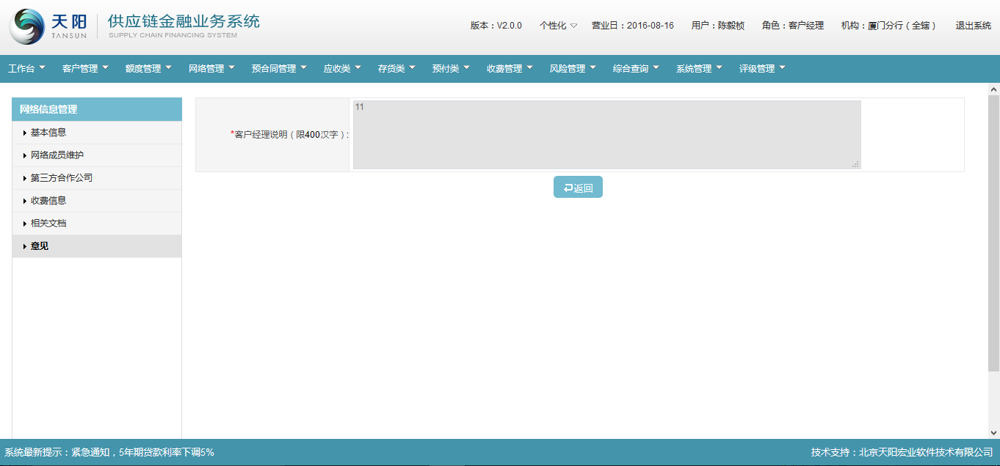 天阳 TANSUN 供应链金融业务系统 SUPPLY CHAIN FINANCING SYSTEM
版本：V2.0.0 个性化 营业日：2016-08-16 用户：陈毅桢 角色：客户经理 机构：厦门分行（全辖） 退出系统
工作台 客户管理 额度管理 网络管理 预合同管理 应收类 存货类 预付类 收费管理 风险管理 综合查询 系统管理 评级管理
网络信息管理
基本信息
网络成员维护
第三方合作公司
收费信息
相关文档
意见
*客户经理说明（限400汉字）: 11
返回
系统最新提示：紧急通知，5年期贷款利率下调5% 技术支持：北京天阳宏业软件技术有限公司